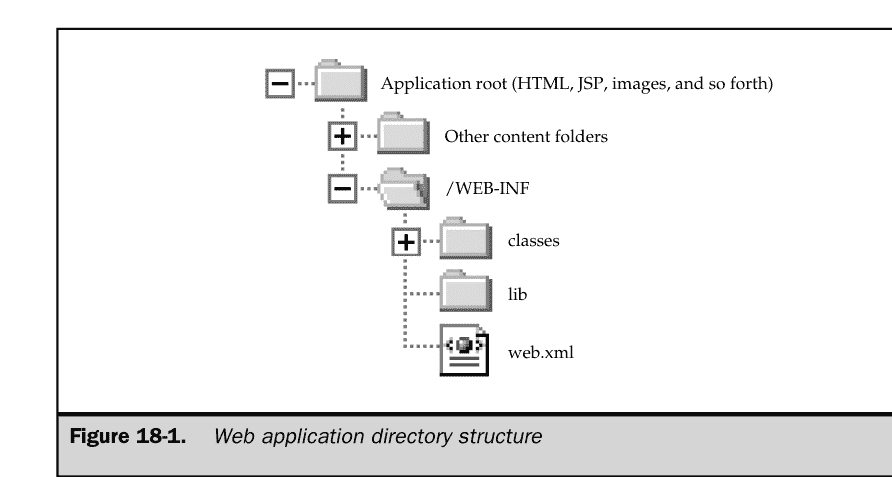 Application root (HTML, JSP, images, and so forth)
Other content folders
/WEB-INF
classes
lib
web.xml
Figure 18-1. Web application directory structure